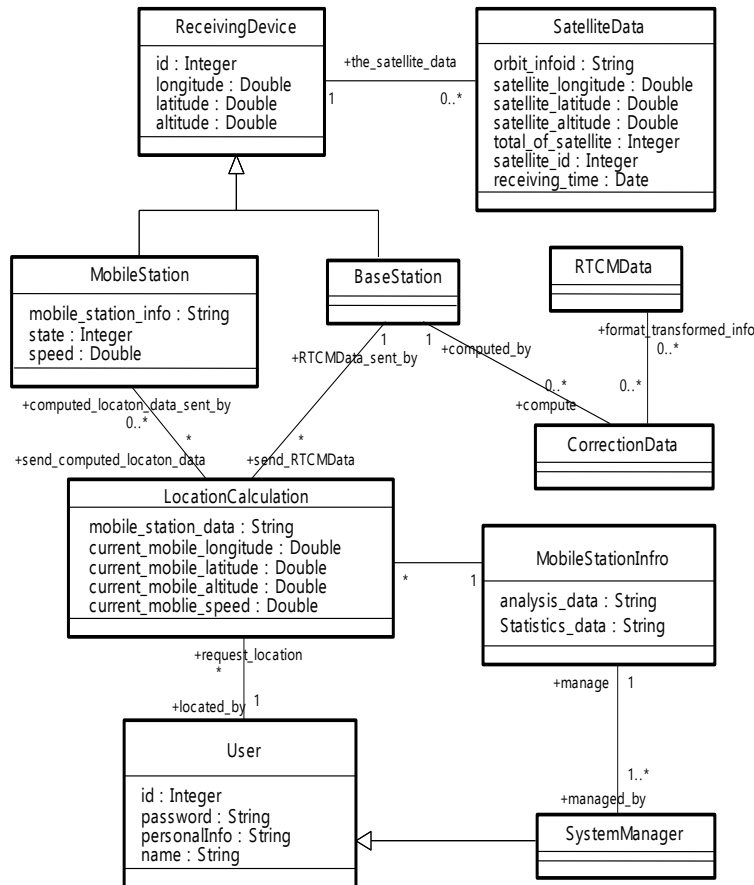 ReceivingDevice
id : Integer
longitude : Double
latitude : Double
altitude : Double
+the_satellite_data
1
0..*
SatelliteData
orbit_infoid : String
satellite_longitude : Double
satellite_latitude : Double
satellite_altitude : Double
total_of_satellite : Integer
satellite_id : Integer
receiving_time : Date
MobileStation
mobile_station_info : String
state : Integer
speed : Double
BaseStation
RTCMData
1
+RTCMData_sent_by
1
+computed_by
+format_transformed_info
0..*
+computed_locaton_data_sent_by
0..*
0..*
+compute
0..*
*
+send_computed_locaton_data
*
+send_RTCMData
CorrectionData
LocationCalculation
mobile_station_data : String
current_mobile_longitude : Double
current_mobile_latitude : Double
current_mobile_altitude : Double
current_moblie_speed : Double
*
1
MobileStationInfro
analysis_data : String
Statistics_data : String
+request_location
*
+located_by
1
+manage
1
1..*
+managed_by
User
id : Integer
password : String
personalInfo : String
name : String
SystemManager